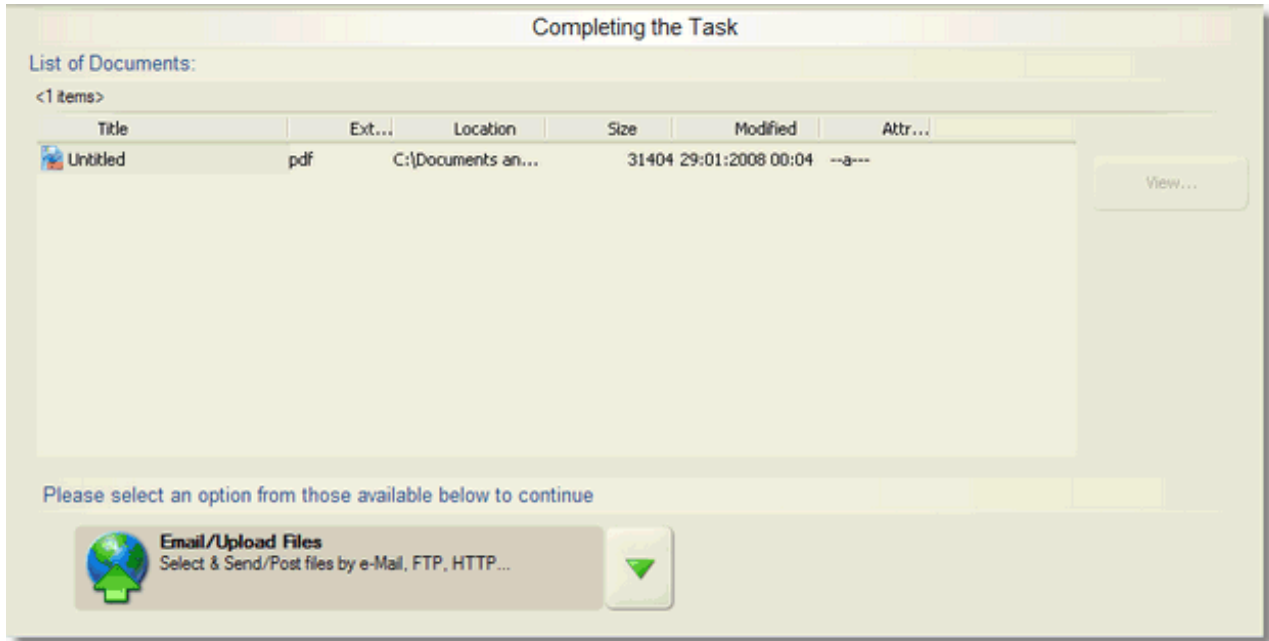 Completing the Task
List of Documents:
<1 items>
Title Ext... Location Size Modified Attr...
Untitled pdf C:\Documents an... 31404 29:01:2008 00:04 --a---
View...
Please select an option from those available below to continue
Email/Upload Files
Select & Send/Post files by e-Mail, FTP, HTTP...